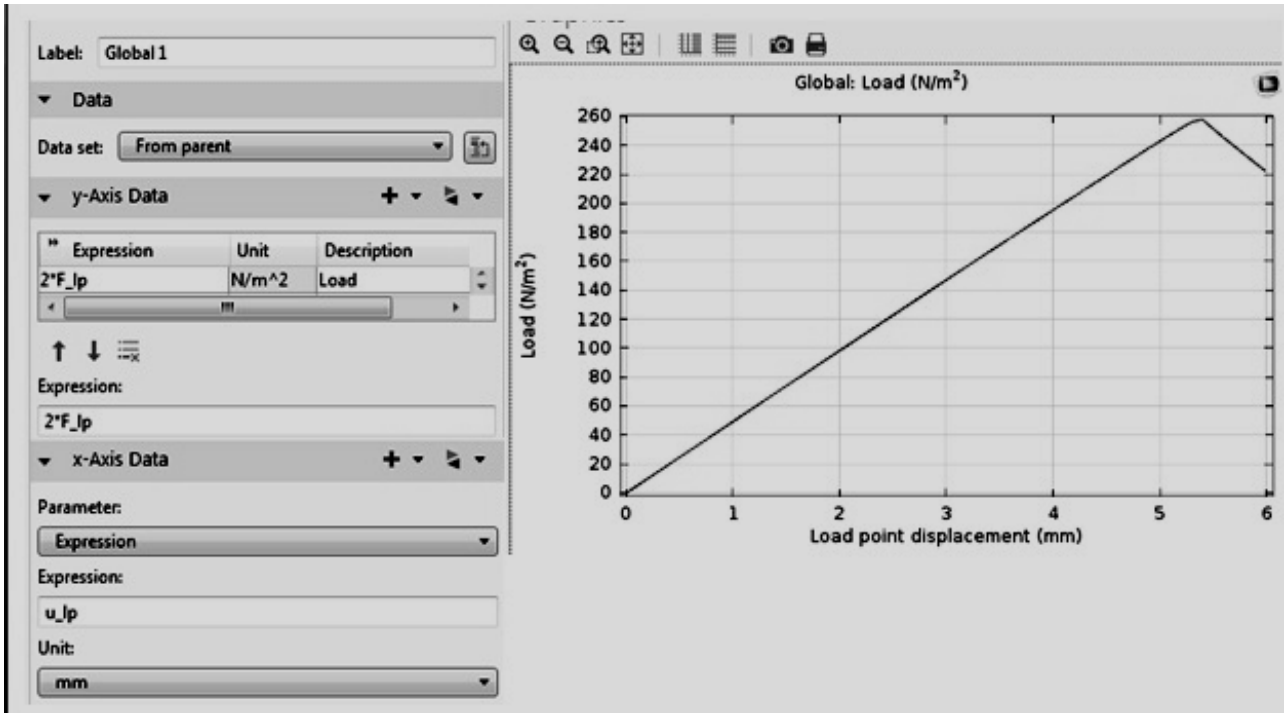 Label: Global 1
Data
Data set: From parent
y-Axis Data
Expression Unit Description
2*F_lp N/m^2 Load
Expression:
2*F_lp
x-Axis Data
Parameter:
Expression
Expression:
u_lp
Unit:
mm
Global: Load (N/m²)
260
240
220
200
180
160
140
120
100
80
60
40
20
0
Load (N/m²)
0 1 2 3 4 5 6
Load point displacement (mm)